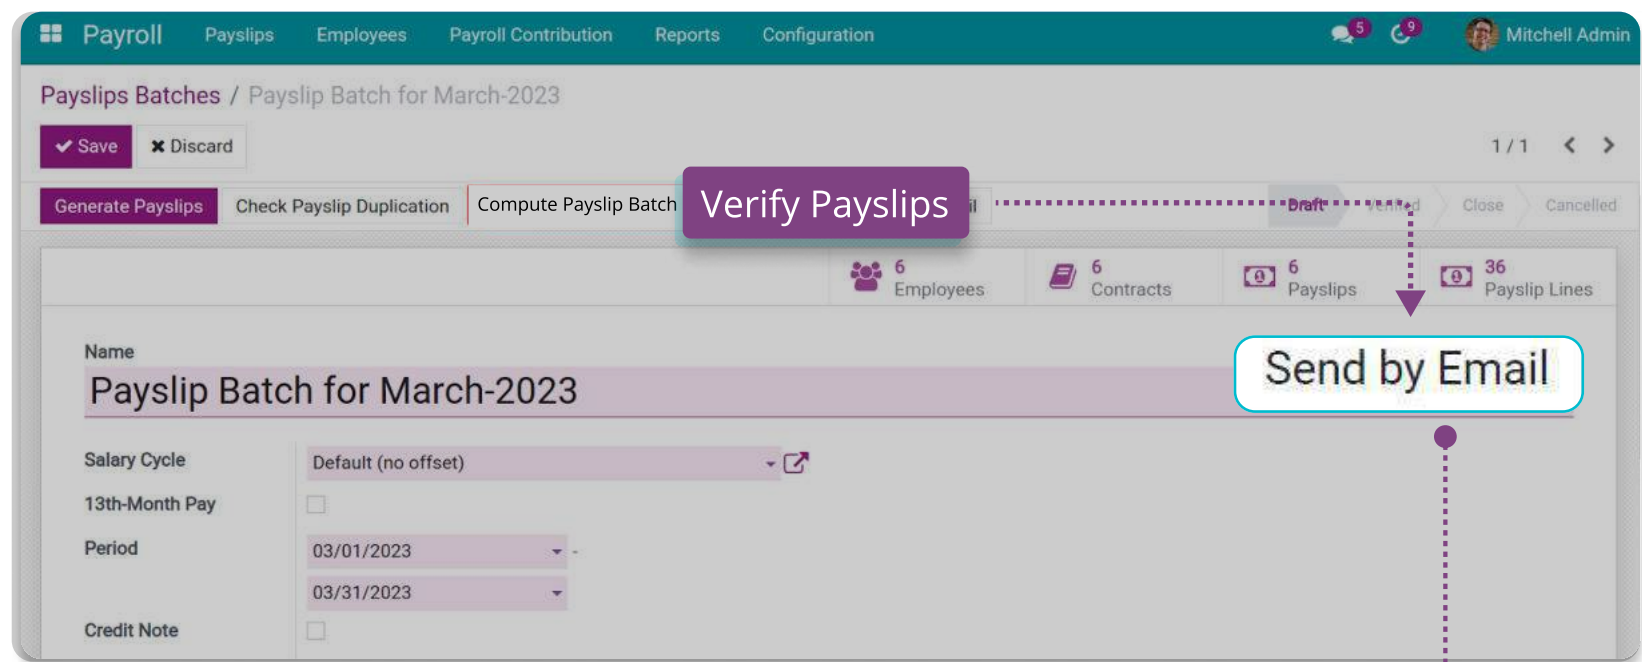 Payroll Payslips Employees Payroll Contribution Reports Configuration 5 9 Mitchell Admin
Payslips Batches / Payslip Batch for March-2023
Save Discard 1 / 1
Generate Payslips Check Payslip Duplication Compute Payslip Batch Verify Payslips Draft Verified Close Cancelled
6 Employees
6 Contracts
6 Payslips
36 Payslip Lines
Name
Payslip Batch for March-2023
Send by Email
Salary Cycle Default (no offset)
13th-Month Pay
Period 03/01/2023 -
03/31/2023
Credit Note